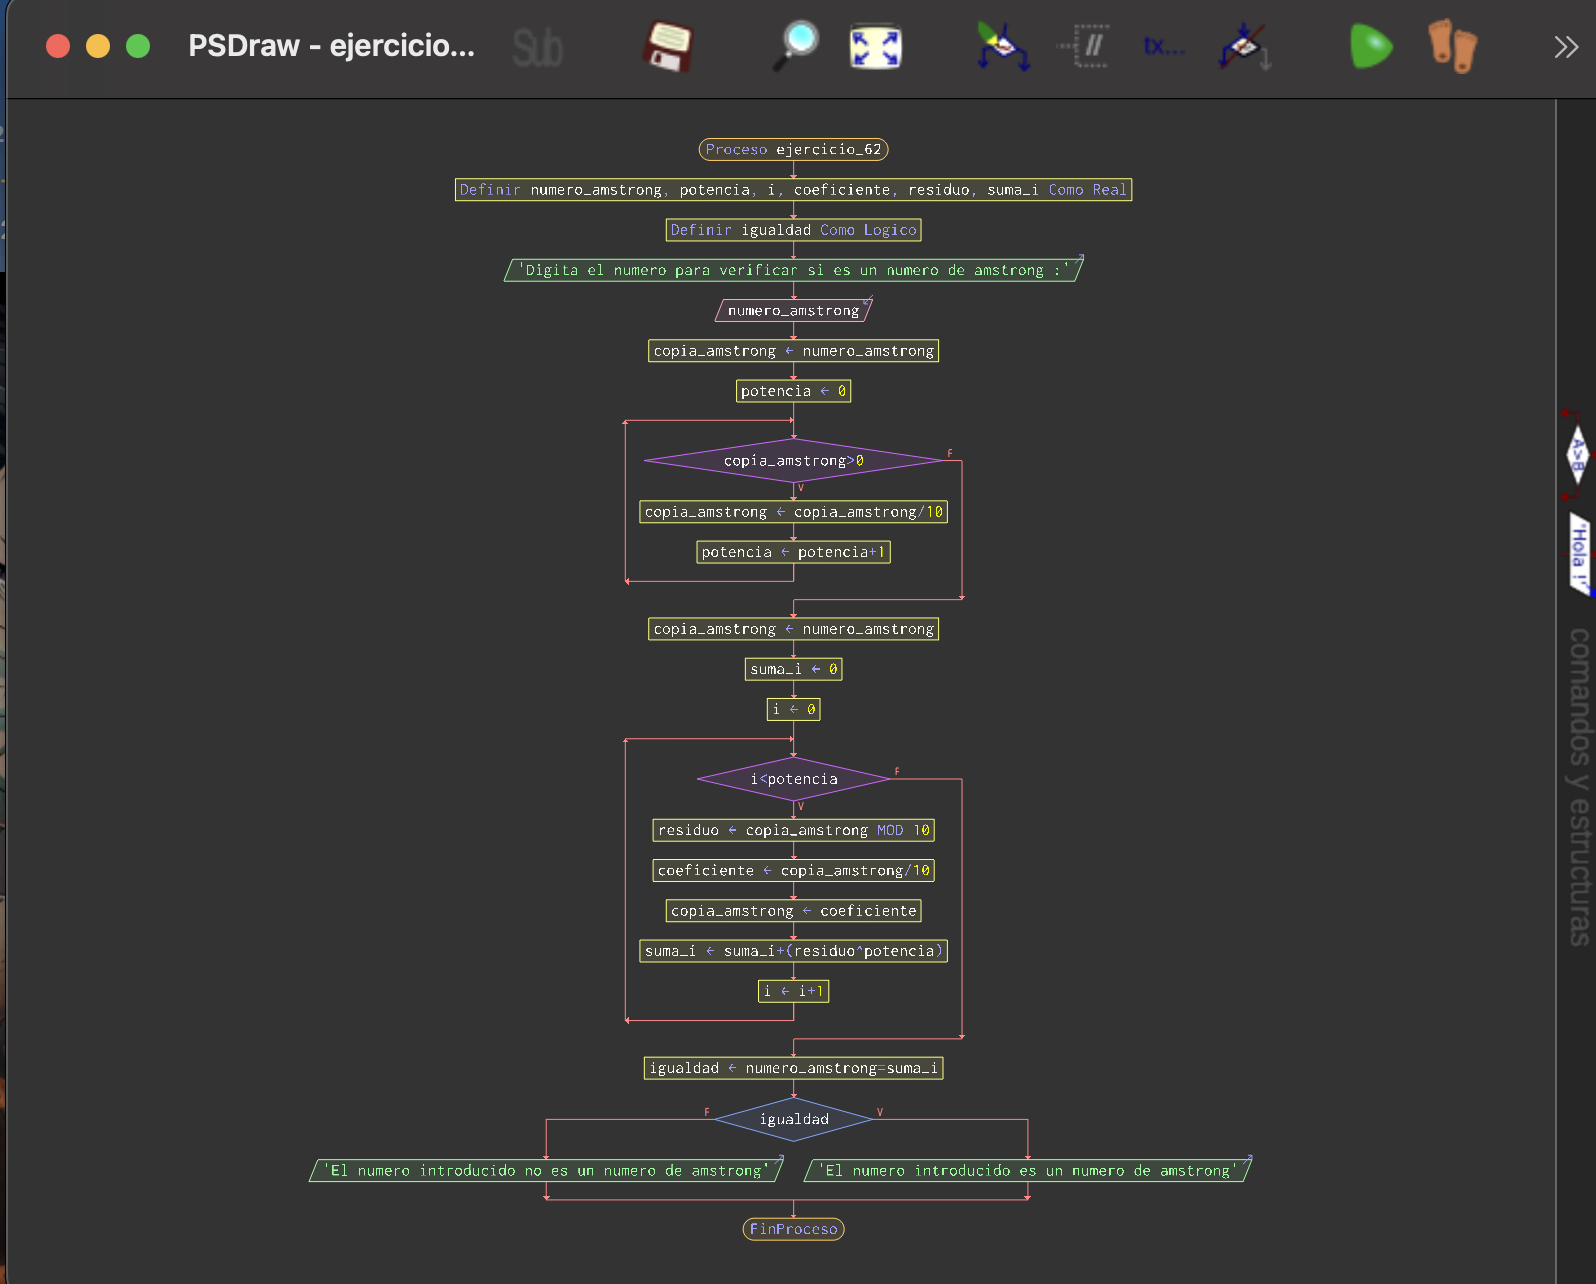 PSDraw - ejercicio...
Sub
//
tx...
Proceso ejercicio_62
Definir numero_amstrong, potencia, i, coeficiente, residuo, suma_i Como Real
Definir igualdad Como Logico
'Digita el numero para verificar si es un numero de amstrong :'
numero_amstrong
copia_amstrong ← numero_amstrong
potencia ← 0
copia_amstrong>0
F
V
copia_amstrong ← copia_amstrong/10
potencia ← potencia+1
copia_amstrong ← numero_amstrong
suma_i ← 0
i ← 0
i<potencia
F
V
residuo ← copia_amstrong MOD 10
coeficiente ← copia_amstrong/10
copia_amstrong ← coeficiente
suma_i ← suma_i+(residuo^potencia)
i ← i+1
igualdad ← numero_amstrong=suma_i
F
igualdad
V
'El numero introducido no es un numero de amstrong'
'El numero introducido es un numero de amstrong'
FinProceso
A>B
"Hola !"
comandos y estructuras